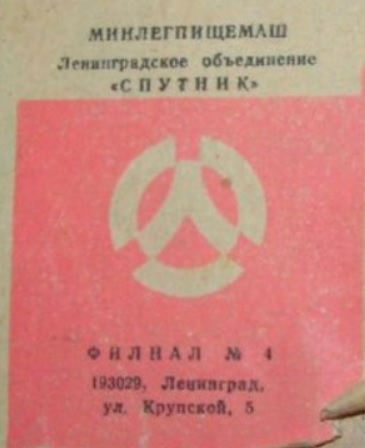 МИНЛЕГПИЩЕМАШ
Ленинградское объединение
«СПУТНИК»
ФИЛИАЛ № 4
193029, Ленинград,
ул. Крупской, 5